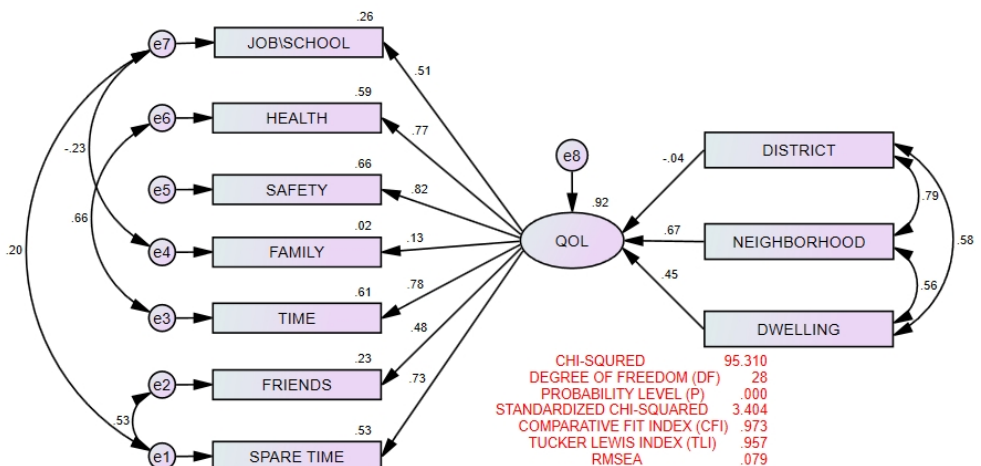 .26
e7
JOB\SCHOOL
.51
.59
e6
HEALTH
.77
-.23
e8
DISTRICT
-.04
.66
e5
SAFETY
.82
.92
.79
.66
.02
e4
FAMILY
.13
QOL
.67
NEIGHBORHOOD
.58
.20
.61
.78
.45
.56
e3
TIME
.48
DWELLING
.23
e2
FRIENDS
.73
.53
.53
e1
SPARE TIME
CHI-SQURED 95.310
DEGREE OF FREEDOM (DF) 28
PROBABILITY LEVEL (P) .000
STANDARDIZED CHI-SQUARED 3.404
COMPARATIVE FIT INDEX (CFI) .973
TUCKER LEWIS INDEX (TLI) .957
RMSEA .079